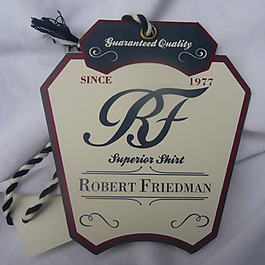 Guaranteed Quality
SINCE 1977
RF
Superior Shirt
ROBERT FRIEDMAN